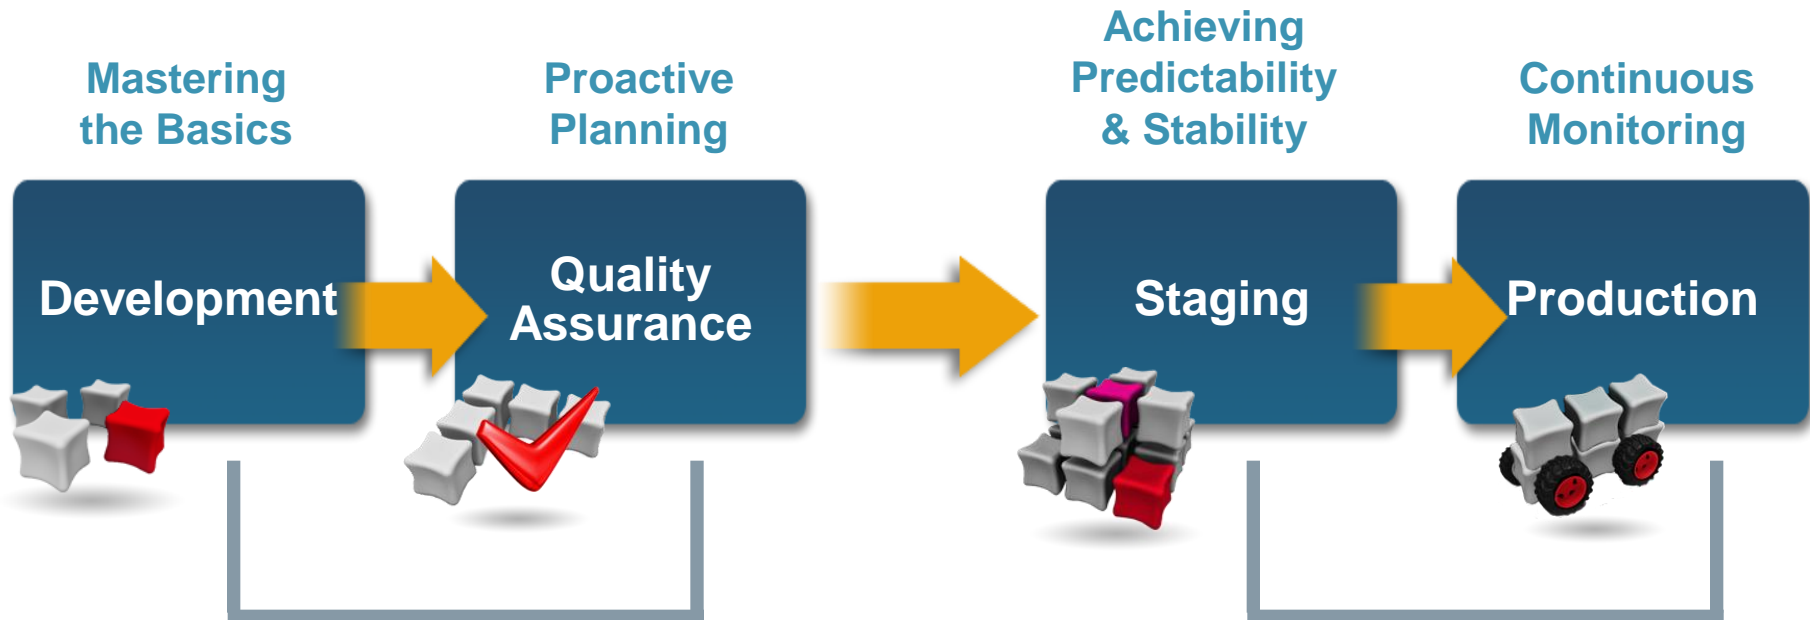 Mastering
the Basics
Development
Proactive
Planning
Quality
Assurance
Achieving
Predictability
& Stability
Staging
Continuous
Monitoring
Production